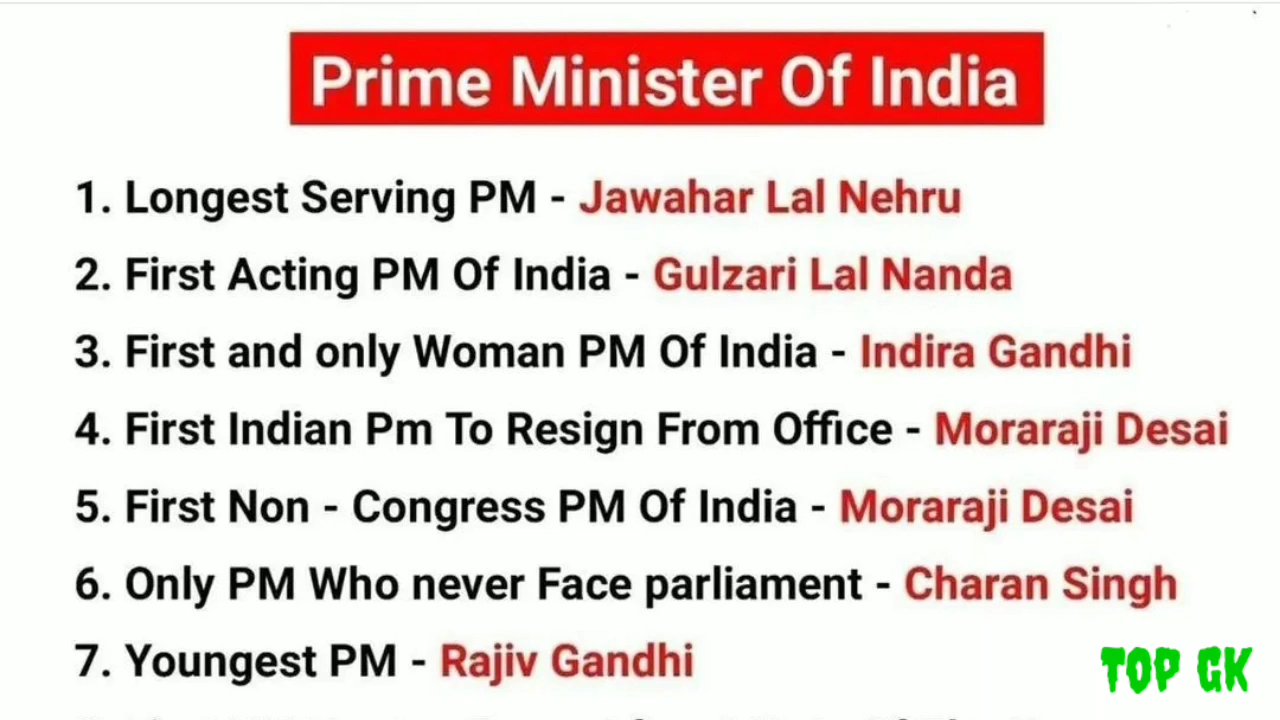 Prime Minister Of India
1. Longest Serving PM - Jawahar Lal Nehru
2. First Acting PM Of India - Gulzari Lal Nanda
3. First and only Woman PM Of India - Indira Gandhi
4. First Indian Pm To Resign From Office - Moraraji Desai
5. First Non - Congress PM Of India - Moraraji Desai
6. Only PM Who never Face parliament - Charan Singh
7. Youngest PM - Rajiv Gandhi
TOP GK